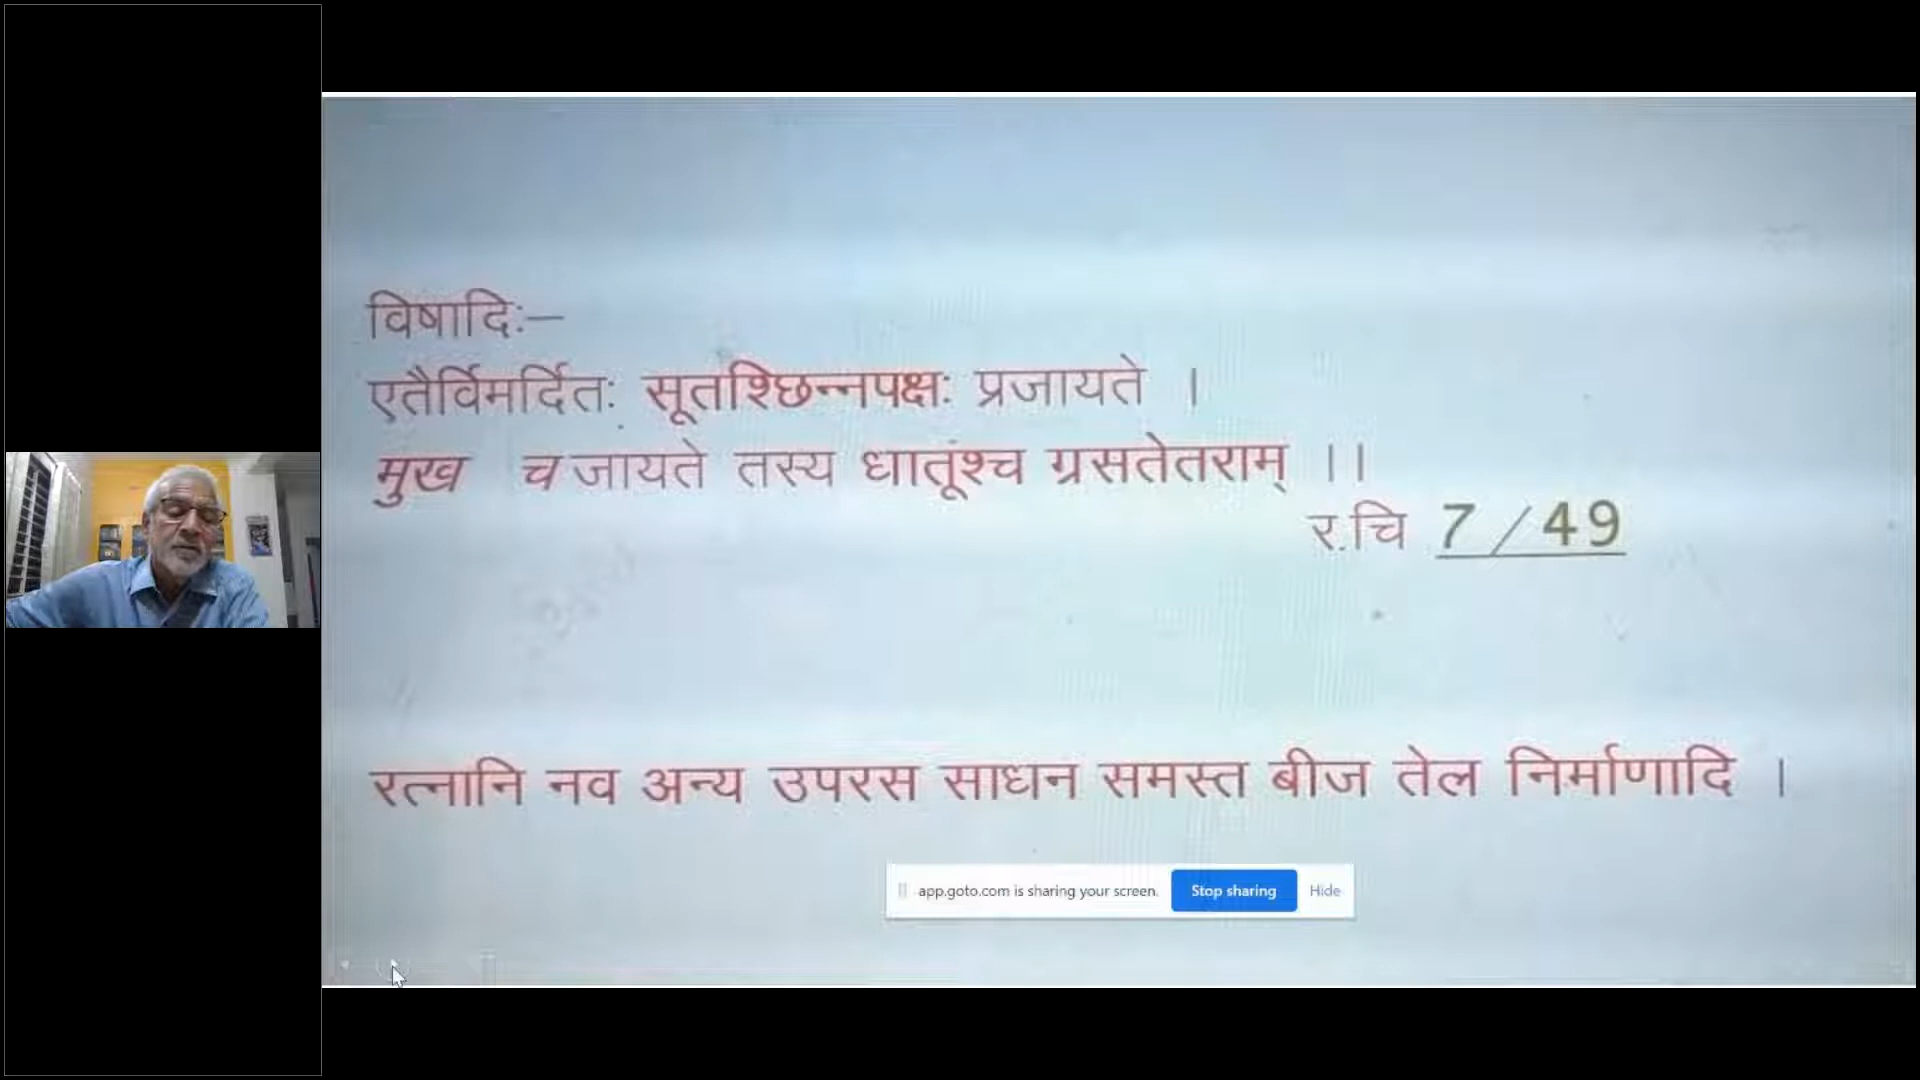 विषादि:–
एतैर्विमर्दित: सूतश्छिन्नपक्ष: प्रजायते ।
मुख च जायते तस्य धातूंश्च ग्रसतेतराम् ।।
र.चि 7/49
रत्नानि नव अन्य उपरस साधन समस्त बीज तेल निर्माणादि ।
app.goto.com is sharing your screen. Stop sharing Hide